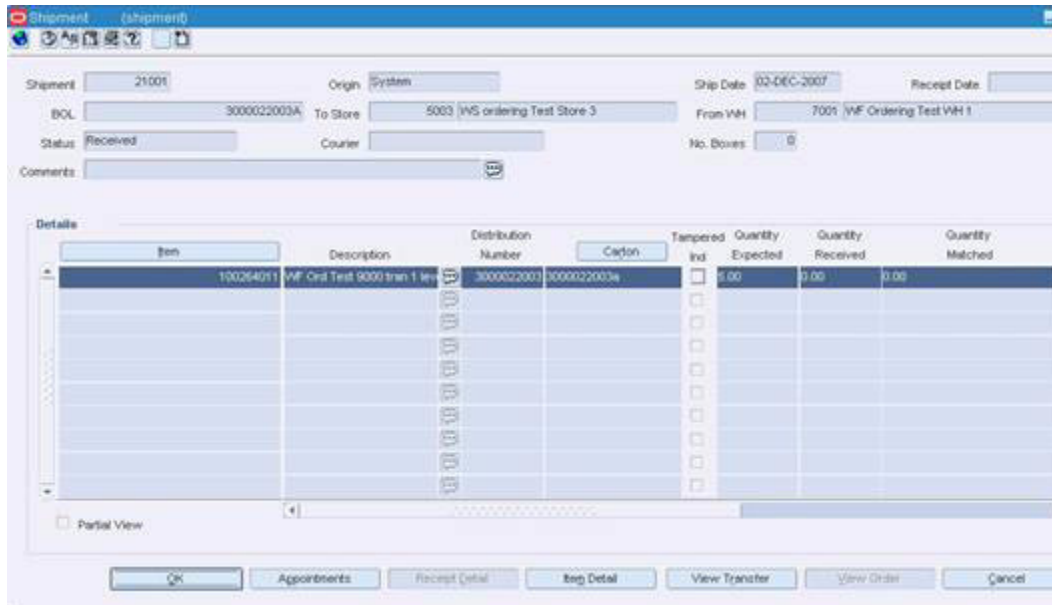 Shipment (shipment)
Shipment 21001 Origin System Ship Date 02-DEC-2007 Receipt Date
BOL 3000022003A To Store 5003 WS ordering Test Store 3 From WH 7001 WF Ordering Test WH 1
Status Received Courier No. Boxes 0
Comments
Details
Item Description Distribution Number Carton Tampered Ind Quantity Expected Quantity Received Quantity Matched
100264011 WF Ord Test 9000 tran 1 leve 3000022003 3000022003a 5.00 0.00 0.00
Partial View
OK Appointments Receipt Detail Item Detail View Transfer View Order Cancel